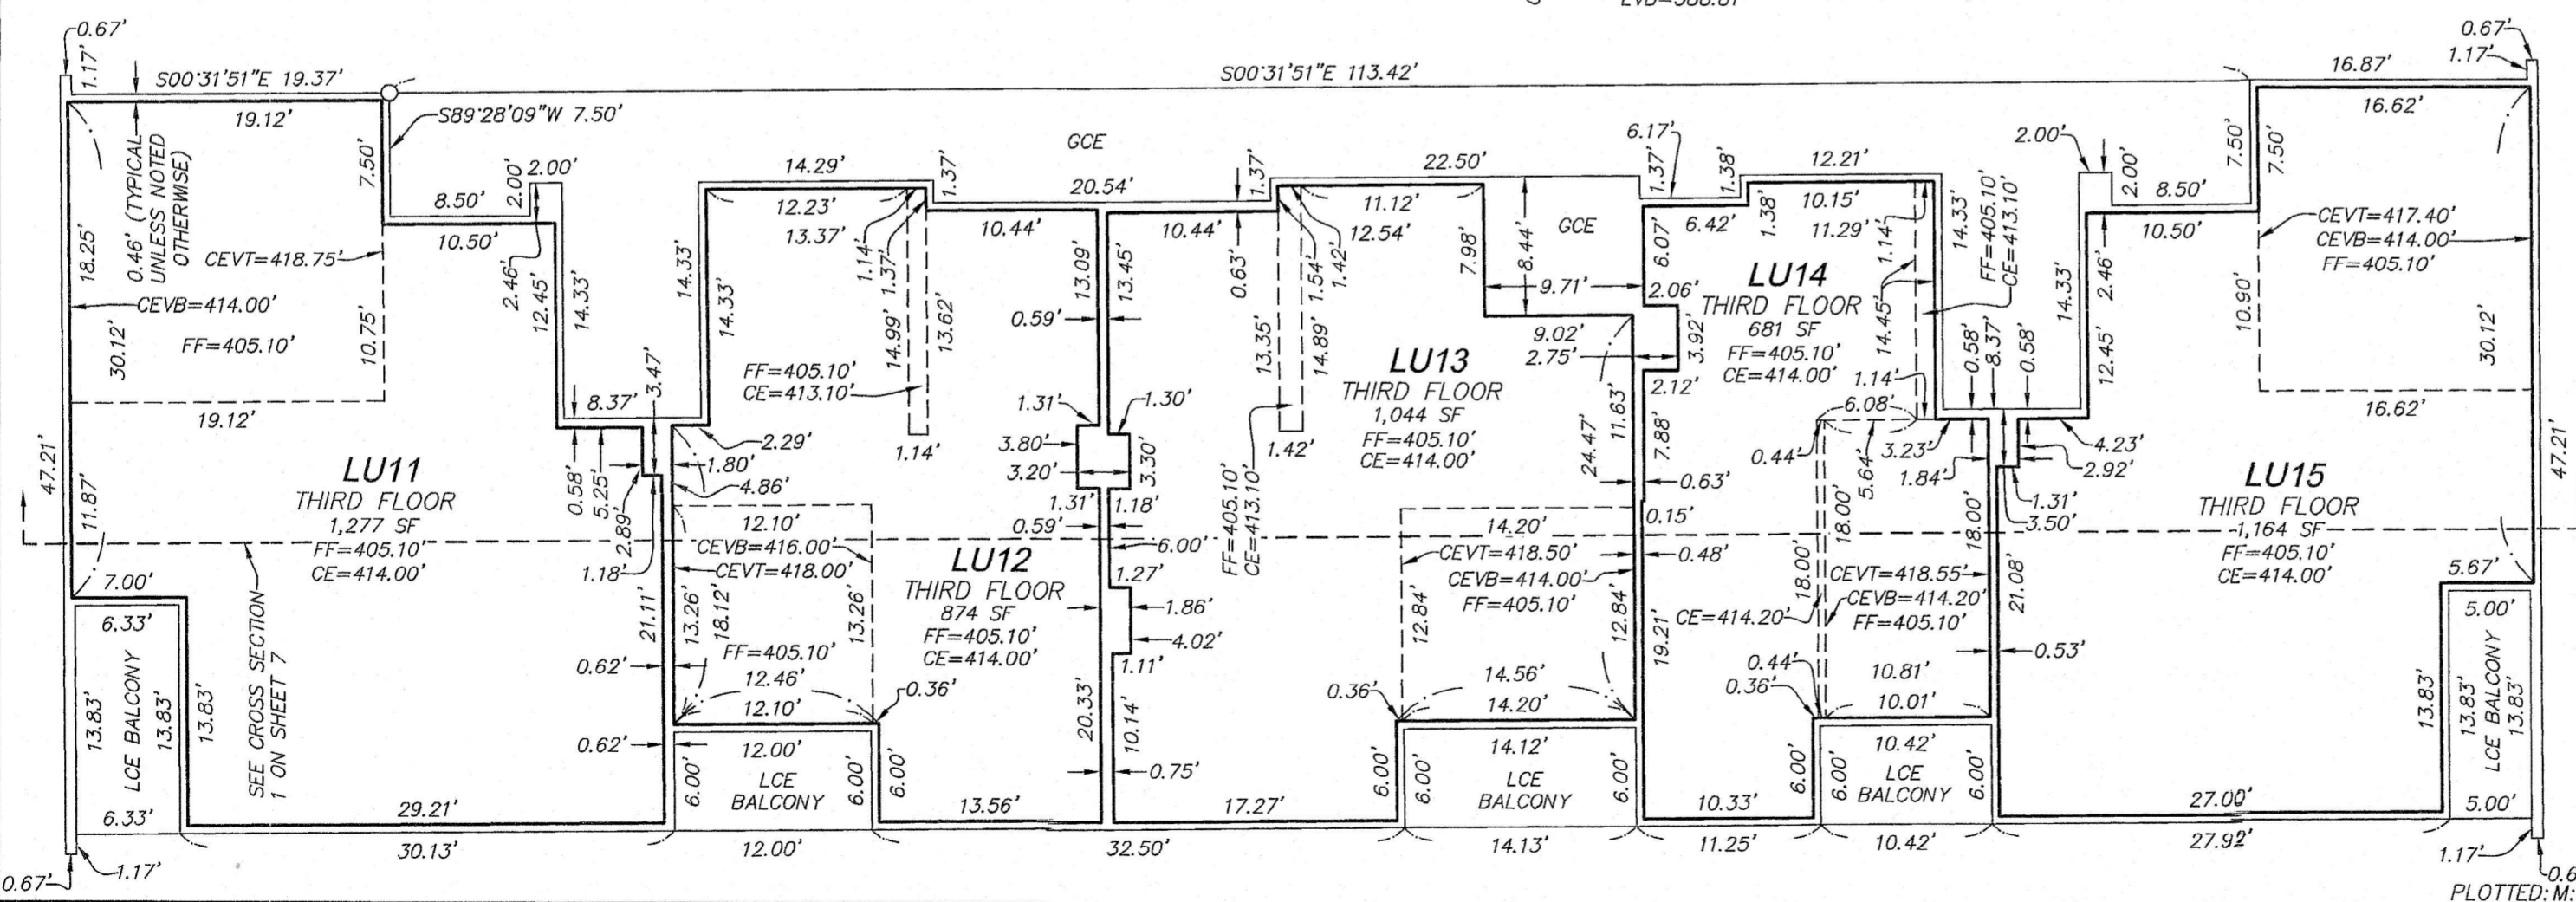 0.67'
1.17'
S00°31'51"E 19.37'
S00°31'51"E 113.42'
16.87'
0.67'
1.17'
19.12'
S89°28'09"W 7.50'
16.62'
0.46' (TYPICAL
UNLESS NOTED
OTHERWISE)
7.50'
GCE
6.17'
2.00'
7.50'
7.50'
8.50'
2.00'
2.00'
14.29'
1.37'
20.54'
1.37'
22.50'
1.37'
1.38'
12.21'
2.00'
8.50'
10.50'
12.23'
13.37'
10.44'
10.44'
11.12'
12.54'
GCE
6.42'
1.38'
10.15'
11.29'
10.50'
18.25'
CEVT=418.75'
CEVB=414.00'
FF=405.10'
30.12'
10.75'
19.12'
2.46'
12.45'
14.33'
14.33'
14.33'
1.14'
1.37'
14.99'
13.62'
13.09'
13.45'
0.63'
0.59'
1.54'
1.42'
13.35'
14.89'
7.98'
8.44'
9.71'
9.02'
2.75'
6.07'
2.06'
3.92'
2.12'
LU14
THIRD FLOOR
681 SF
FF=405.10'
CE=414.00'
1.14'
14.45'
14.33'
FF=405.10'
CE=413.10'
14.33'
2.46'
12.45'
CEVT=417.40'
CEVB=414.00'
FF=405.10'
10.90'
30.12'
16.62'
FF=405.10'
CE=413.10'
1.14'
8.37'
3.47'
2.29'
1.80'
4.86'
0.58'
5.25'
2.89'
1.18'
1.31'
3.80'
3.20'
1.31'
0.59'
1.30'
3.30'
1.18'
6.00'
1.27'
1.86'
4.02'
1.11'
1.42'
FF=405.10'
CE=413.10'
LU13
THIRD FLOOR
1,044 SF
FF=405.10'
CE=414.00'
24.47'
11.63'
7.88'
0.63'
0.15'
0.48'
1.14'
6.08'
0.44'
5.64'
3.23'
1.84'
0.58'
8.37'
0.58'
4.23'
2.92'
1.31'
3.50'
47.21'
11.87'
LU11
THIRD FLOOR
1,277 SF
FF=405.10'
CE=414.00'
LU15
THIRD FLOOR
1,164 SF
FF=405.10'
CE=414.00'
47.21'
7.00'
6.33'
13.83'
LCE BALCONY
13.83'
13.83'
6.33'
SEE CROSS SECTION
1 ON SHEET 7
21.11'
0.62'
0.62'
29.21'
30.13'
12.10'
CEVB=416.00'
CEVT=418.00'
13.26'
18.12'
13.26'
FF=405.10'
12.46'
12.10'
0.36'
LU12
THIRD FLOOR
874 SF
FF=405.10'
CE=414.00'
20.33'
10.14'
0.75'
12.00'
LCE
BALCONY
6.00'
6.00'
6.00'
13.56'
12.00'
17.27'
32.50'
14.20'
CEVT=418.50'
CEVB=414.00'
FF=405.10'
12.84'
12.84'
14.56'
14.20'
0.36'
14.12'
LCE
BALCONY
6.00'
6.00'
6.00'
14.13'
19.21'
18.00'
18.00'
18.00'
CEVT=418.55'
CEVB=414.20'
FF=405.10'
CE=414.20'
0.44'
0.36'
10.81'
10.01'
0.53'
21.08'
10.33'
11.25'
10.42'
LCE
BALCONY
6.00'
6.00'
6.00'
10.42'
27.00'
27.92'
5.67'
5.00'
13.83'
13.83'
LCE BALCONY
13.83'
5.00'
0.67'
1.17'
1.17'
PLOTTED: M: